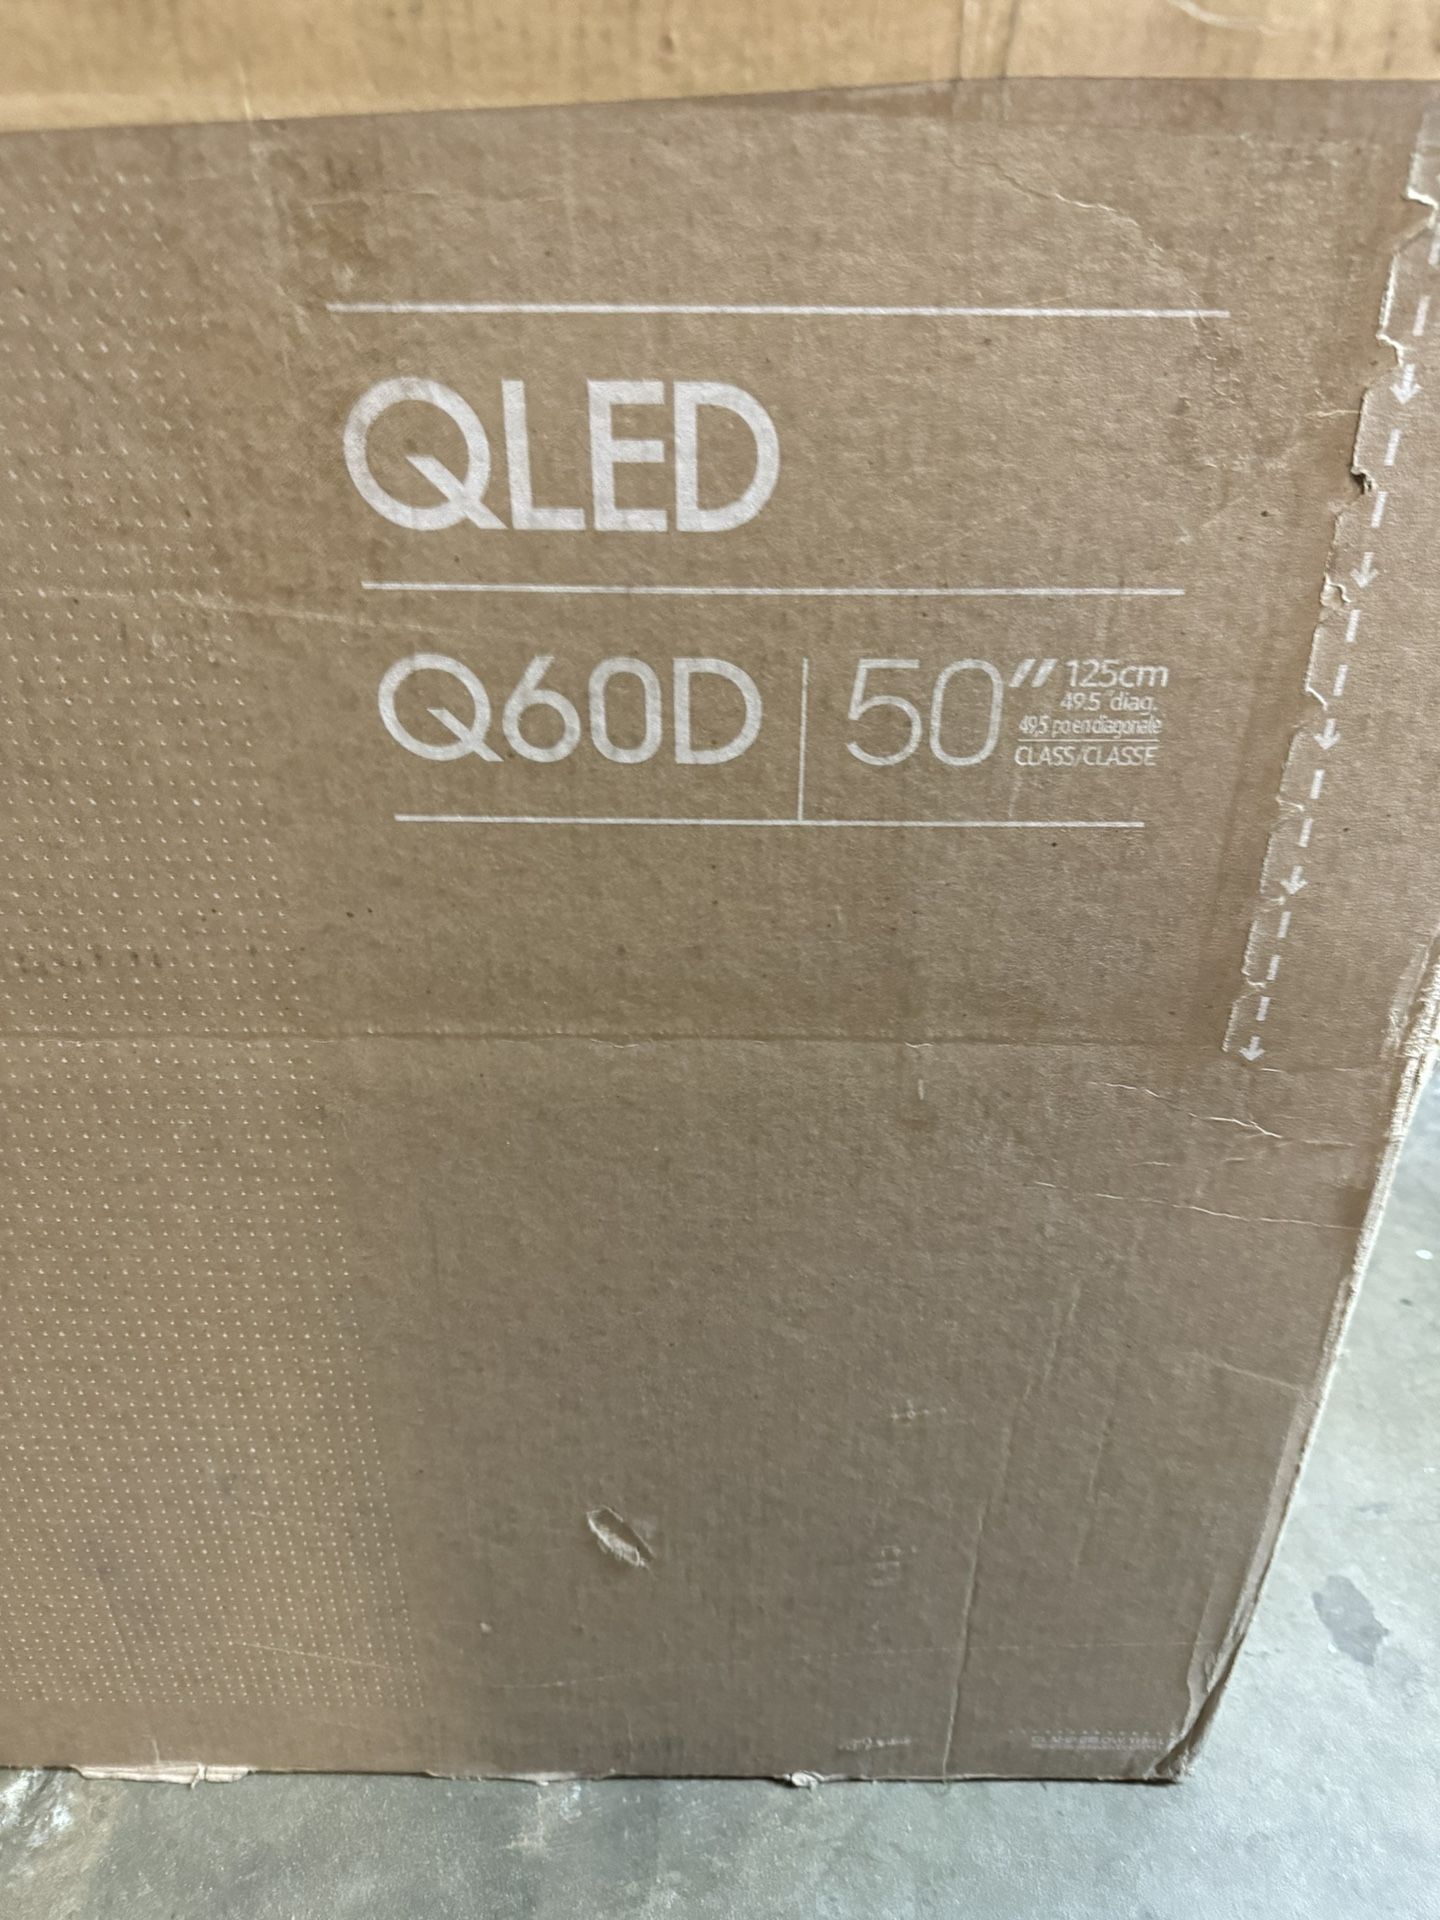 QLED
Q60D 50" 125cm
49.5" diag.
49,5 po en diagonale
CLASS/CLASSE